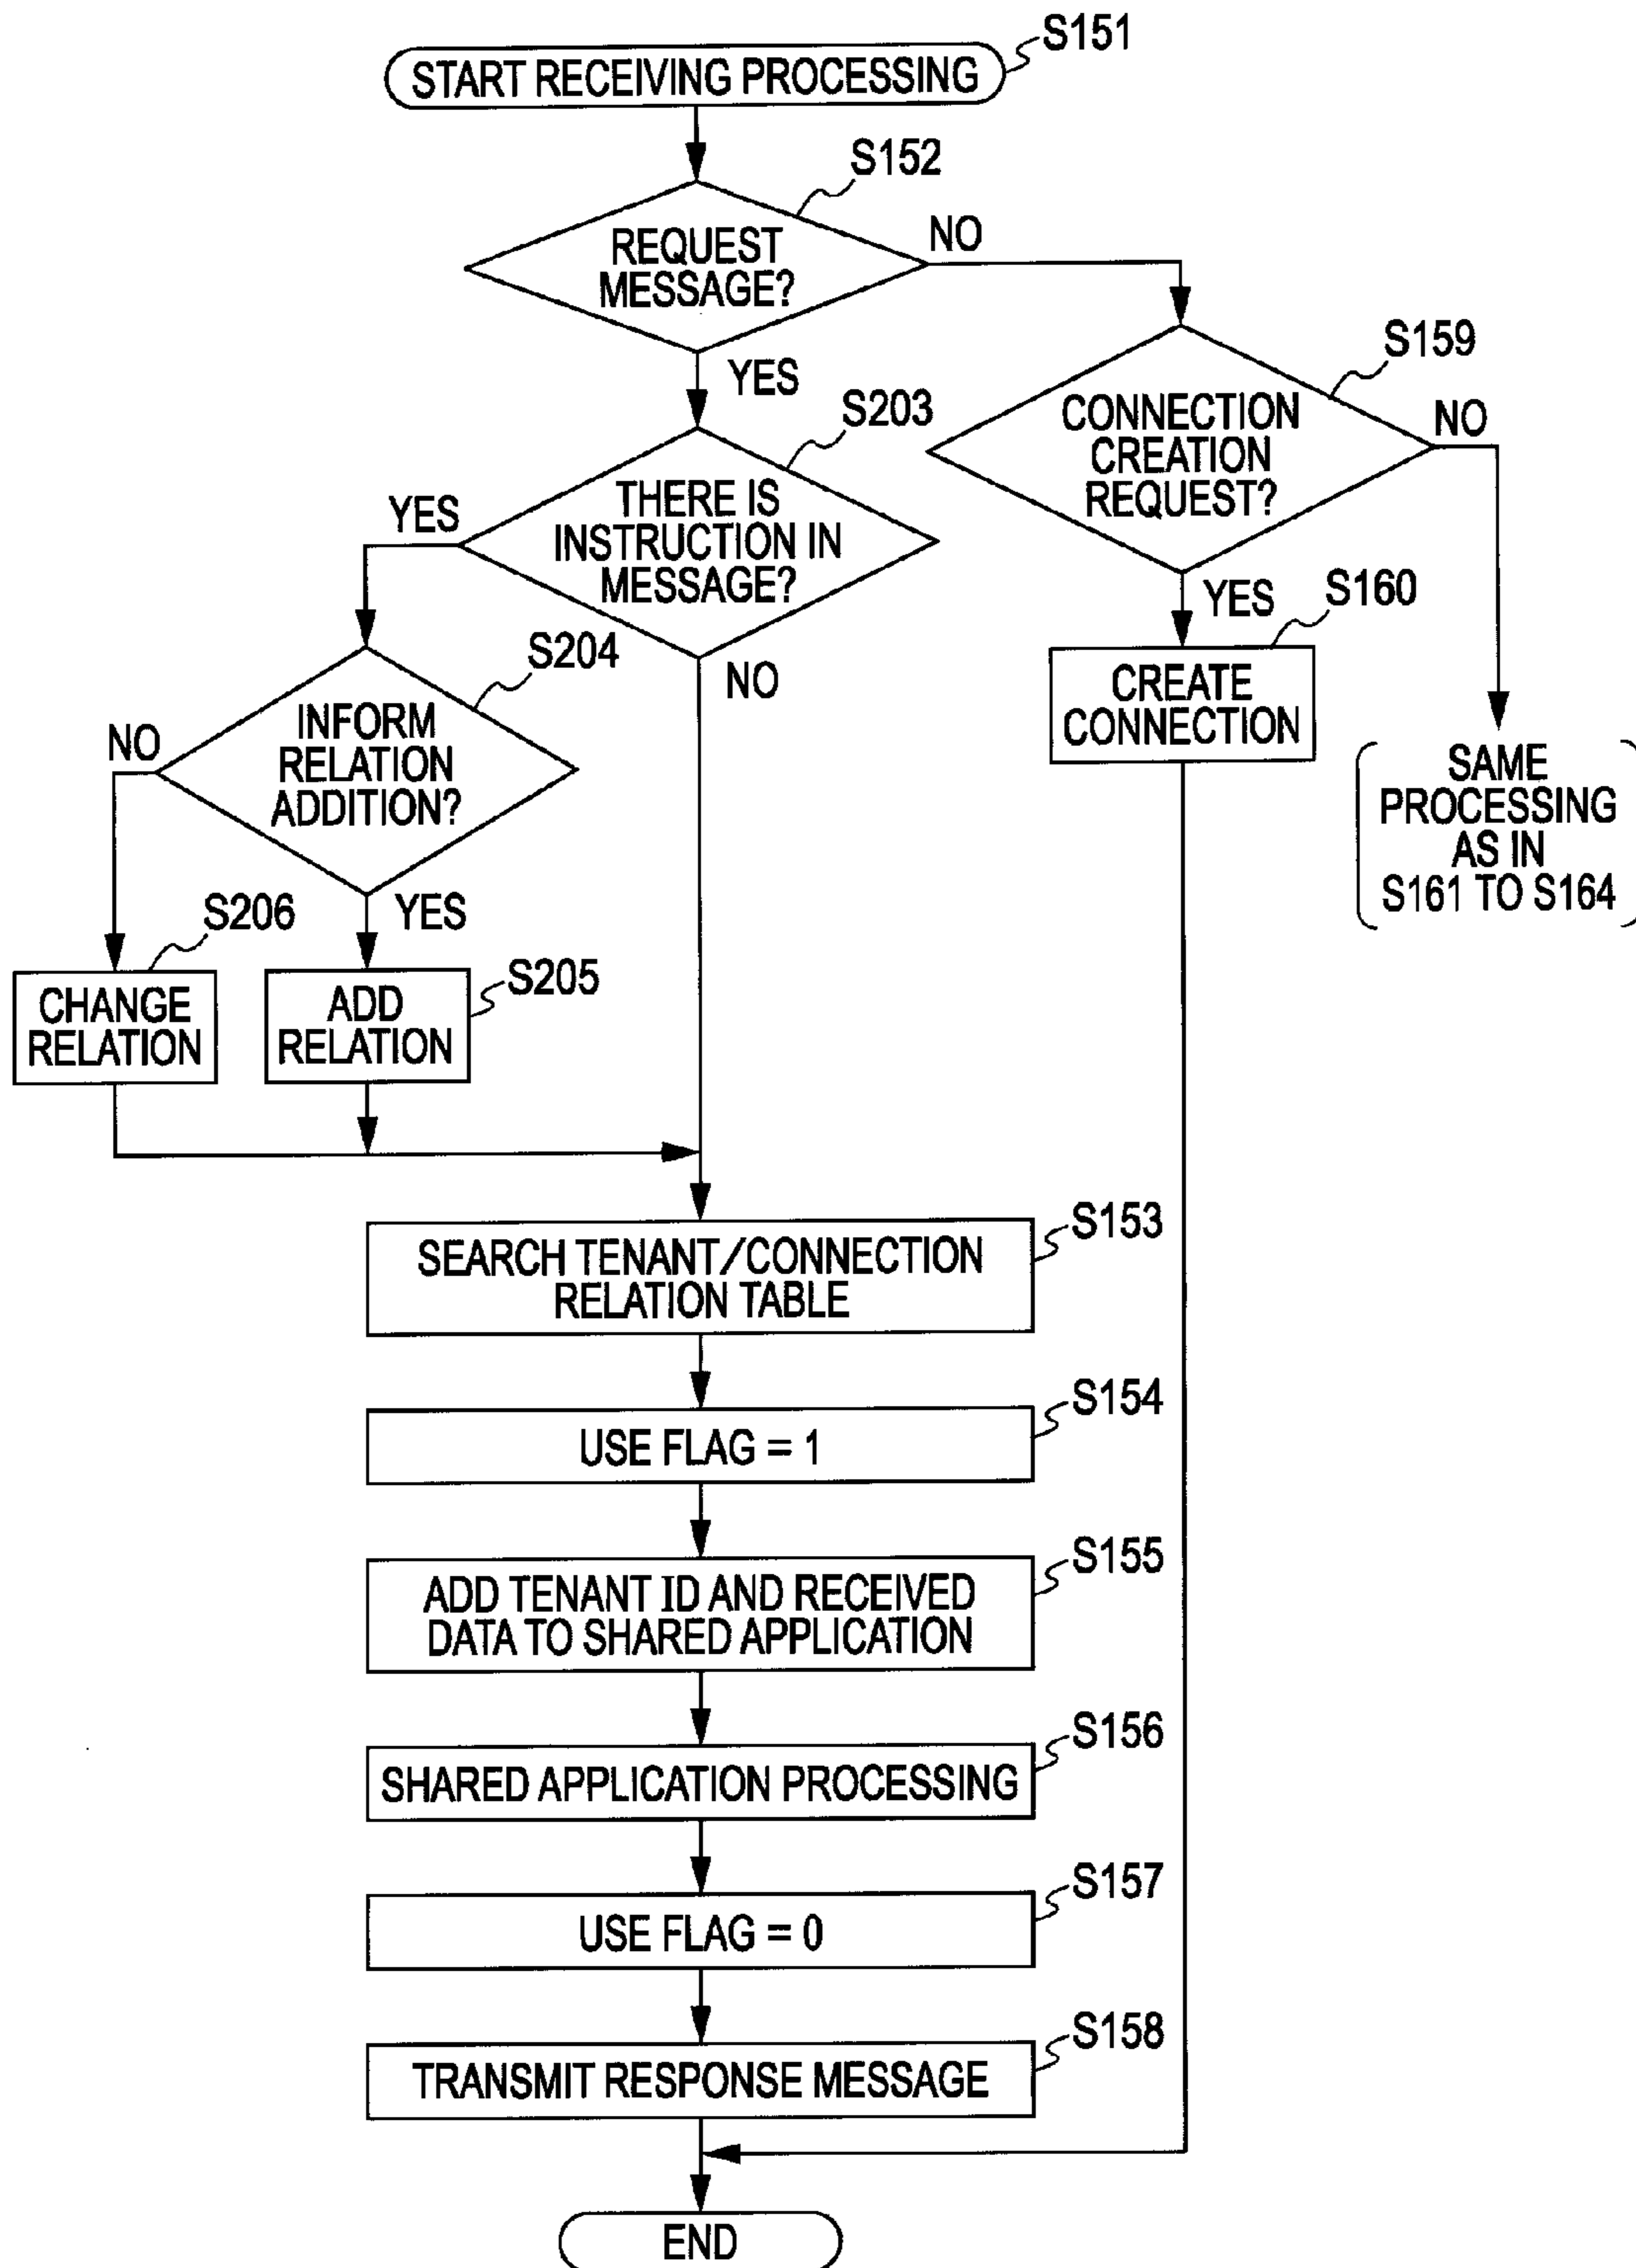 S151
START RECEIVING PROCESSING
S152
REQUEST
MESSAGE?
NO
YES
S159
CONNECTION
CREATION
REQUEST?
NO
S203
THERE IS
INSTRUCTION IN
MESSAGE?
YES
NO
YES
S160
CREATE
CONNECTION
SAME
PROCESSING
AS IN
S161 TO S164
S204
INFORM
RELATION
ADDITION?
NO
YES
S206
CHANGE
RELATION
S205
ADD
RELATION
S153
SEARCH TENANT/CONNECTION
RELATION TABLE
S154
USE FLAG = 1
S155
ADD TENANT ID AND RECEIVED
DATA TO SHARED APPLICATION
S156
SHARED APPLICATION PROCESSING
S157
USE FLAG = 0
S158
TRANSMIT RESPONSE MESSAGE
END